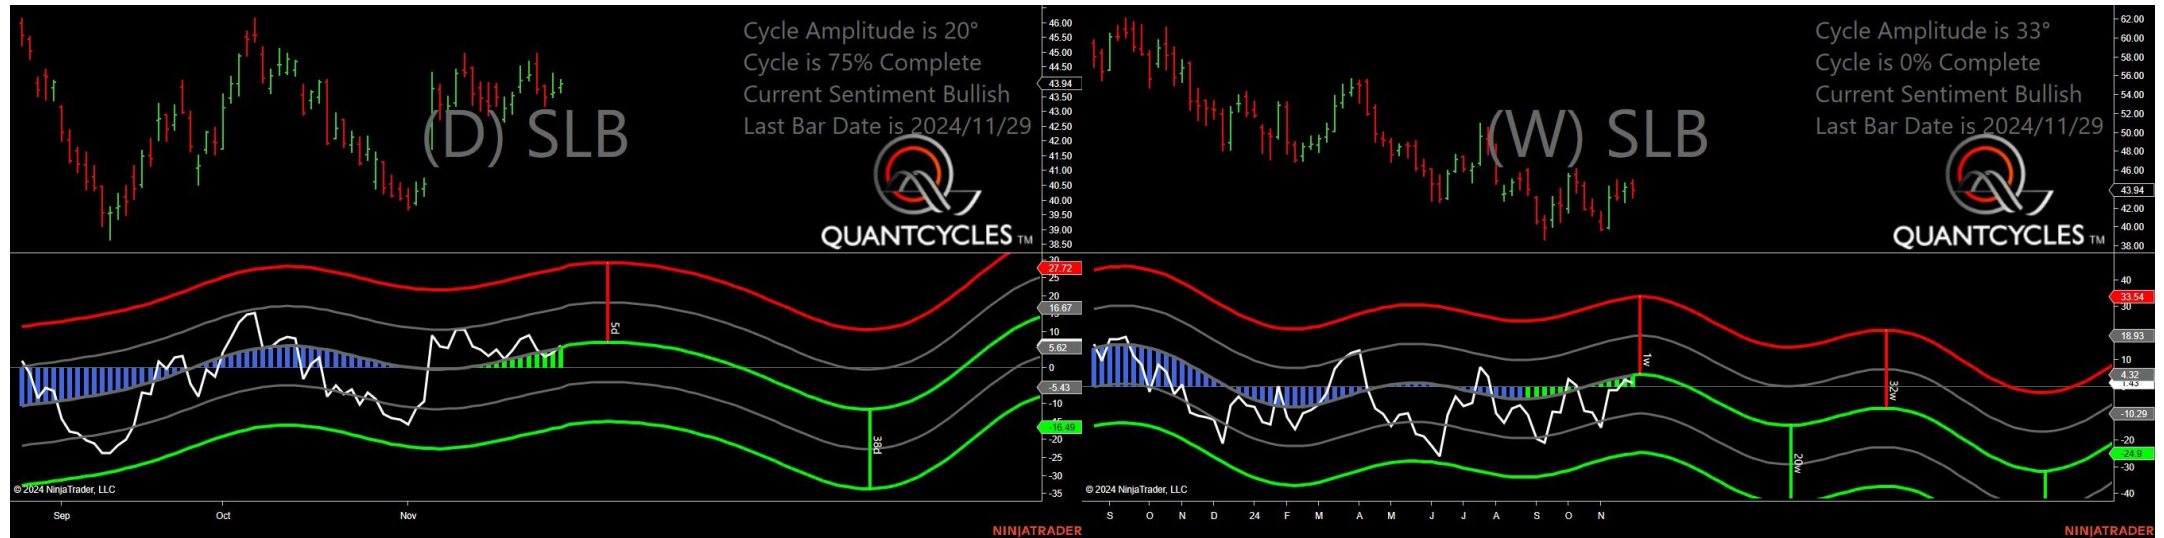 Cycle Amplitude is 20°
Cycle is 75% Complete
Current Sentiment Bullish
Last Bar Date is 2024/11/29
(D) SLB
QUANTCYCLES TM
46.00
45.50
45.00
44.50
43.94
43.50
43.00
42.50
42.00
41.50
41.00
40.50
40.00
39.50
39.00
38.50
30
27.72
25
20
16.67
15
10
5.62
0
-5.43
-10
-16.49
-20
-25
-30
-35
5d
38d
© 2024 NinjaTrader, LLC
Sep
Oct
Nov
NINJATRADER
Cycle Amplitude is 33°
Cycle is 0% Complete
Current Sentiment Bullish
Last Bar Date is 2024/11/29
(W) SLB
QUANTCYCLES TM
62.00
60.00
58.00
56.00
54.00
52.00
50.00
48.00
46.00
43.94
42.00
40.00
38.00
40
33.54
30
18.93
10
4.32
1.43
-10.29
-20
-24.9
-30
-40
1w
32w
20w
© 2024 NinjaTrader, LLC
S O N D 24 F M A M J J A S O N
NINJATRADER